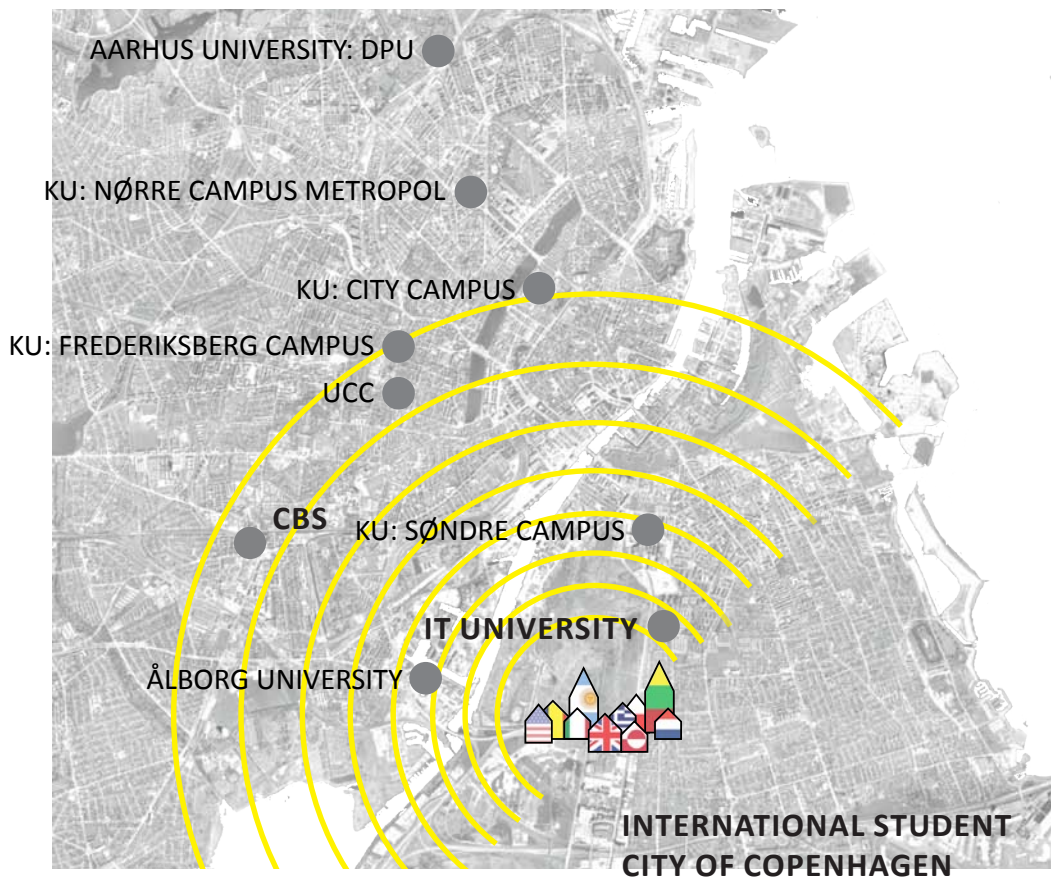 AARHUS UNIVERSITY: DPU
KU: NØRRE CAMPUS METROPOL
KU: CITY CAMPUS
KU: FREDERIKSBERG CAMPUS
UCC
CBS
KU: SØNDRE CAMPUS
IT UNIVERSITY
ÅLBORG UNIVERSITY
INTERNATIONAL STUDENT
CITY OF COPENHAGEN